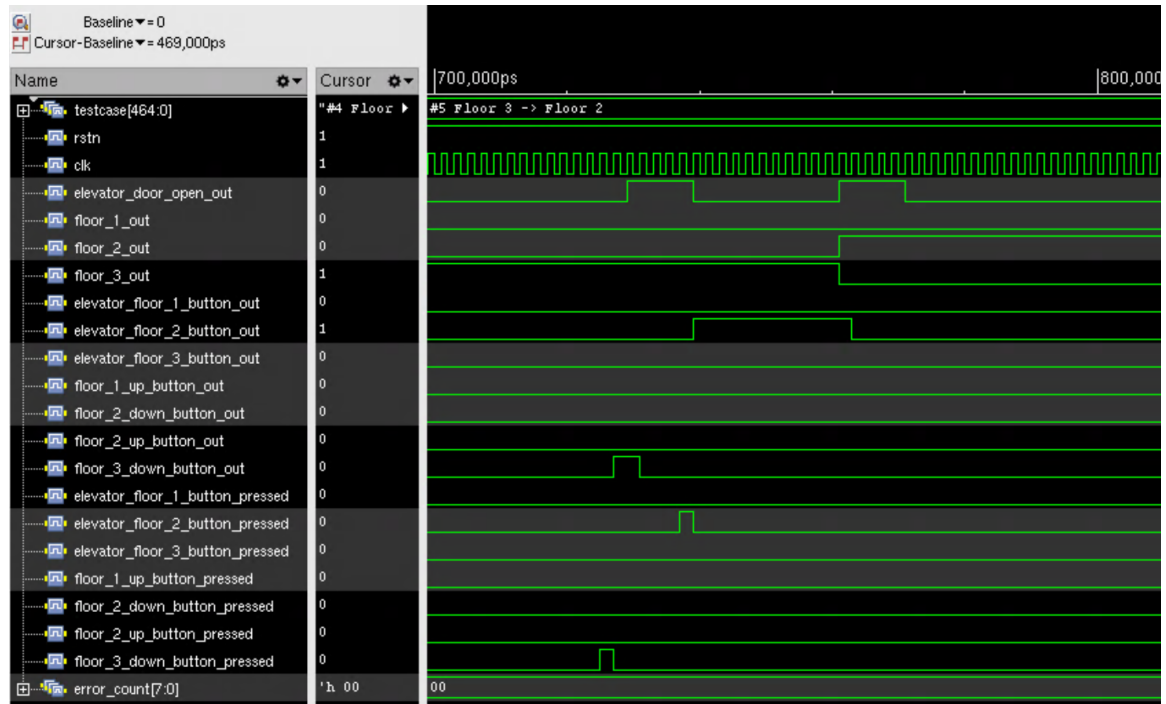 Baseline▼=0
Cursor-Baseline▼=469,000ps
Name Cursor |700,000ps |800,000
testcase[464:0] "#4 Floor #5 Floor 3 -> Floor 2
rstn 1
clk 1
elevator_door_open_out 0
floor_1_out 0
floor_2_out 0
floor_3_out 1
elevator_floor_1_button_out 0
elevator_floor_2_button_out 1
elevator_floor_3_button_out 0
floor_1_up_button_out 0
floor_2_down_button_out 0
floor_2_up_button_out 0
floor_3_down_button_out 0
elevator_floor_1_button_pressed 0
elevator_floor_2_button_pressed 0
elevator_floor_3_button_pressed 0
floor_1_up_button_pressed 0
floor_2_down_button_pressed 0
floor_2_up_button_pressed 0
floor_3_down_button_pressed 0
error_count[7:0] 'h 00 00